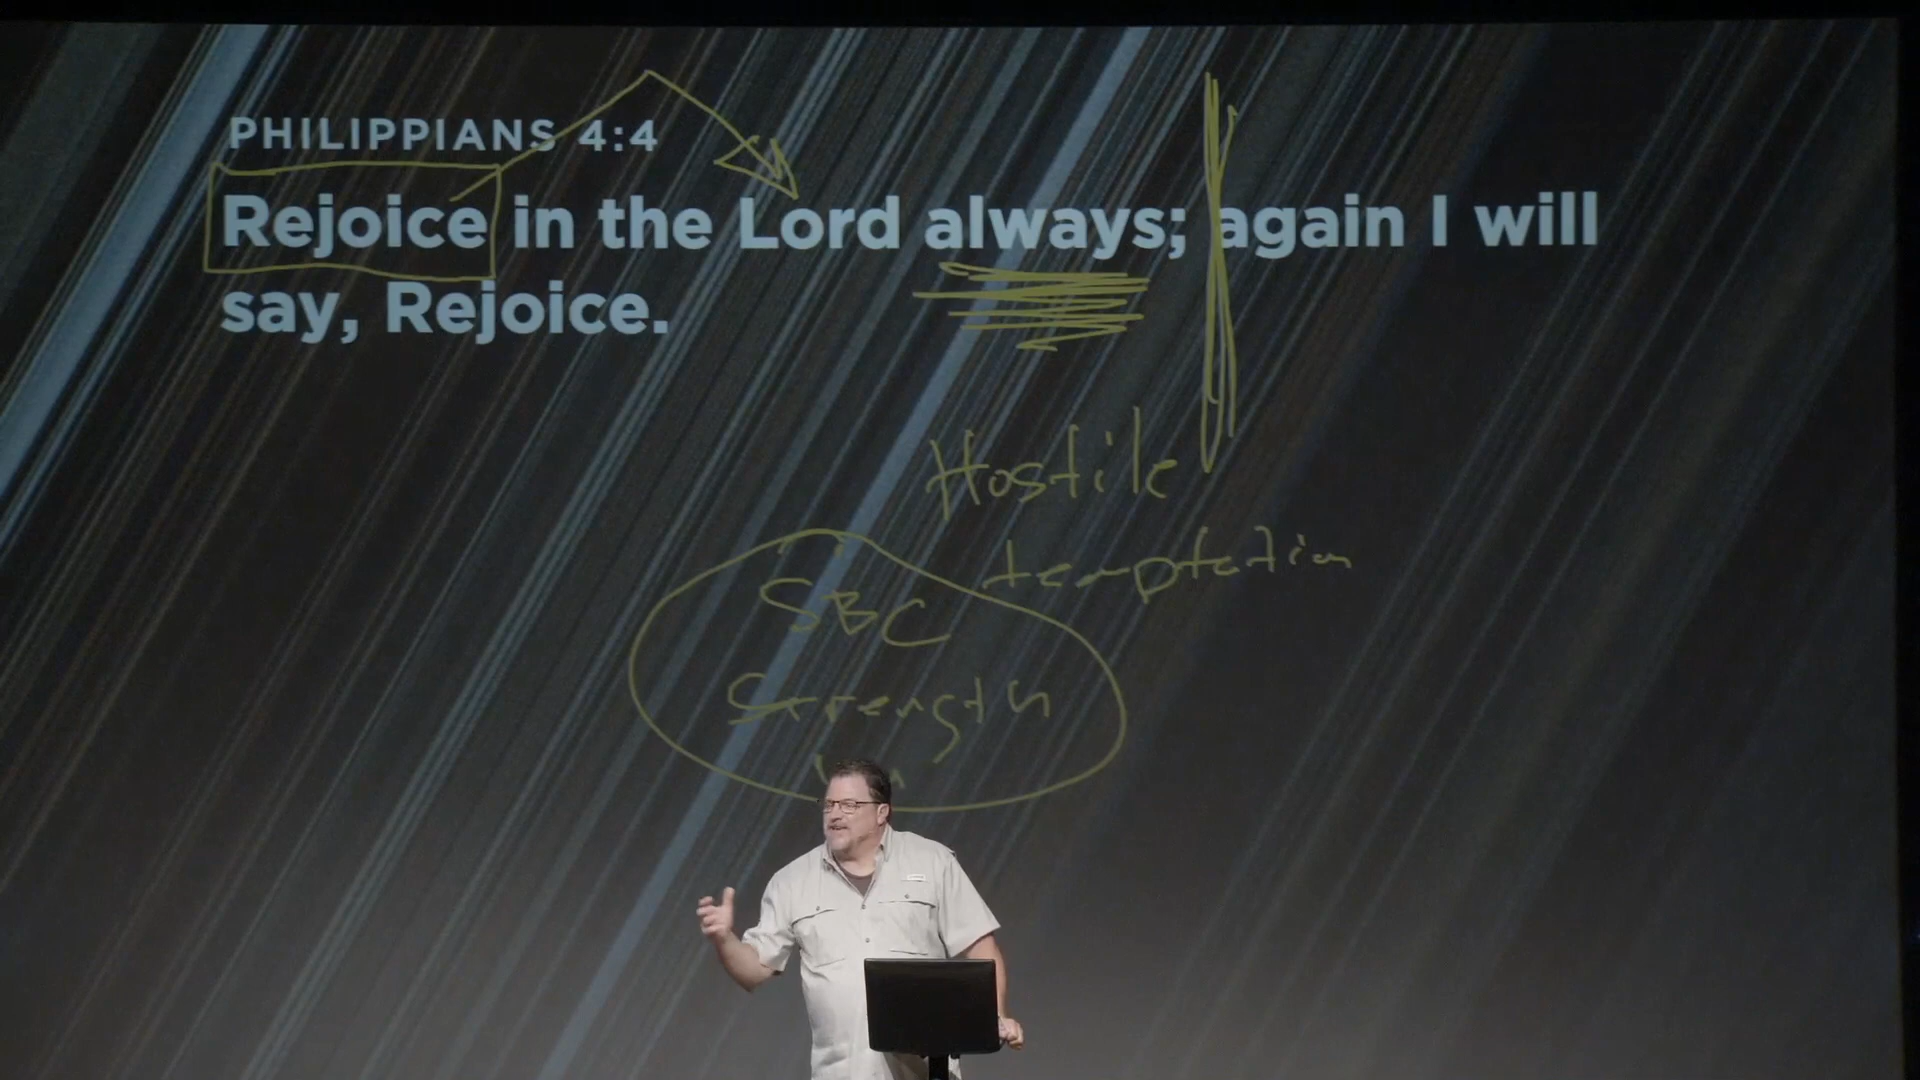 PHILIPPIANS 4:4
Rejoice in the Lord always; again I will
say, Rejoice.
Hostile
temptation
SBC
Strength